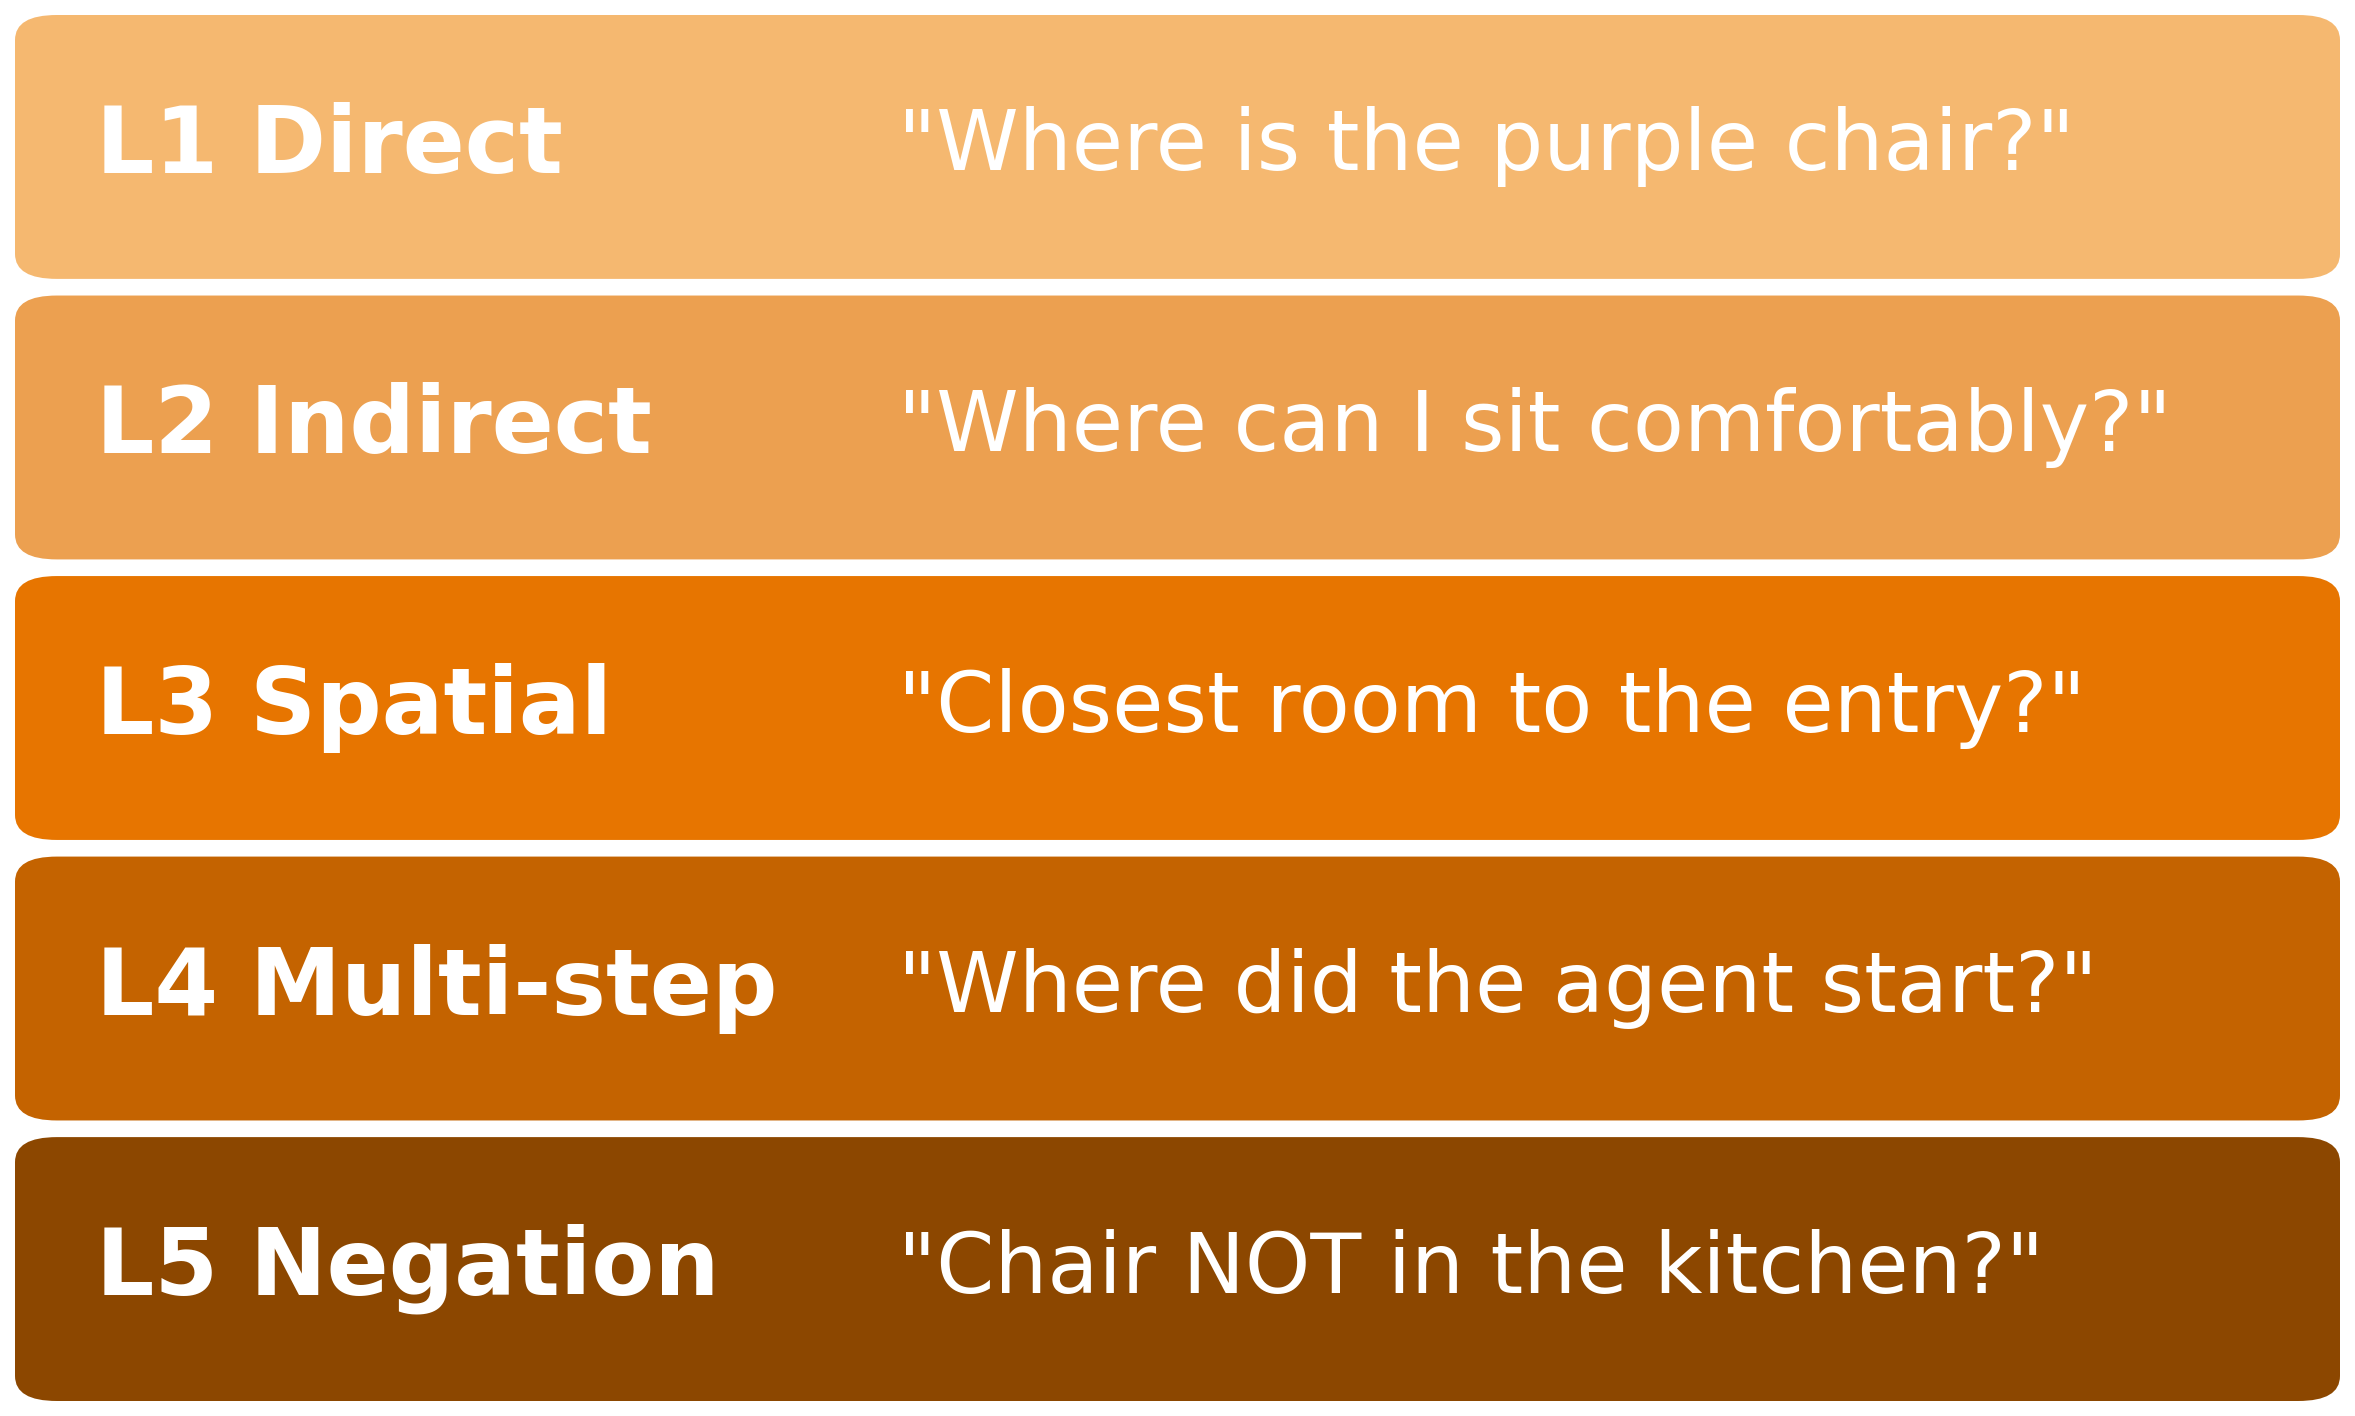 L1 Direct "Where is the purple chair?"
L2 Indirect "Where can I sit comfortably?"
L3 Spatial "Closest room to the entry?"
L4 Multi-step "Where did the agent start?"
L5 Negation "Chair NOT in the kitchen?"